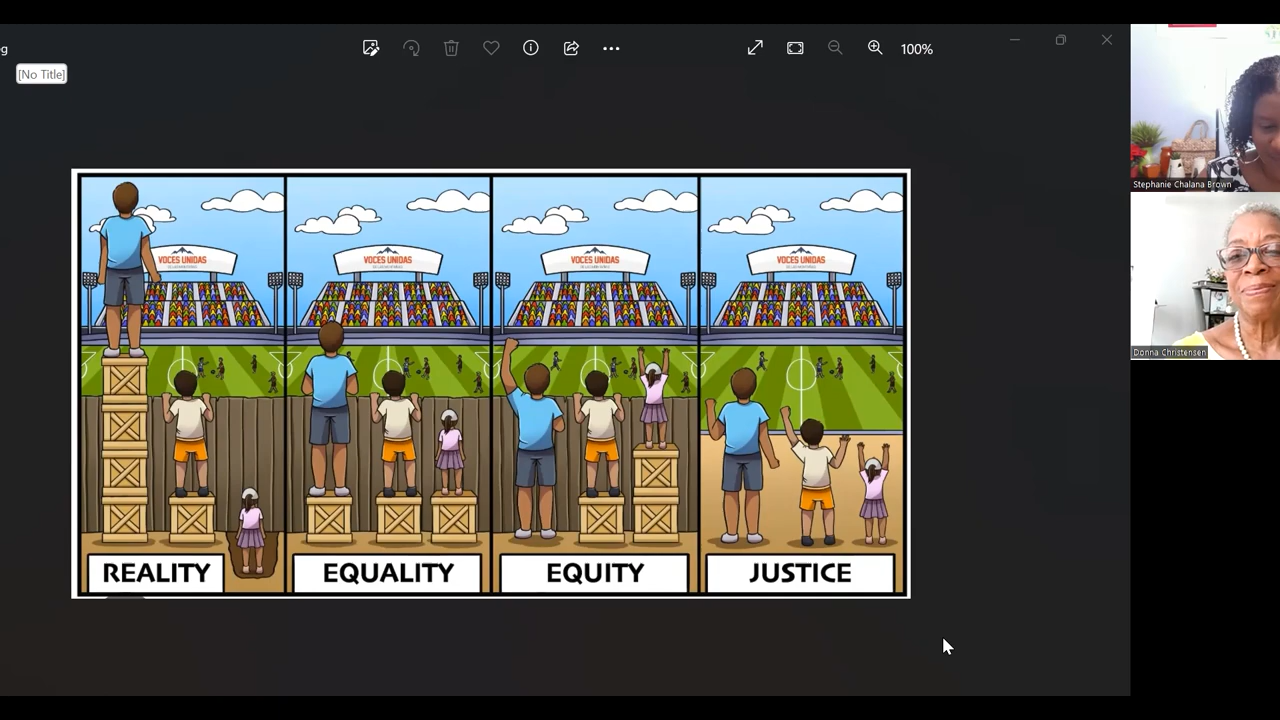 g
100%
[No Title]
VOCES UNIDAS
VOCES UNIDAS
VOCES UNIDAS
VOCES UNIDAS
REALITY
EQUALITY
EQUITY
JUSTICE
Stephanie Chalana Brown
Donna Christensen